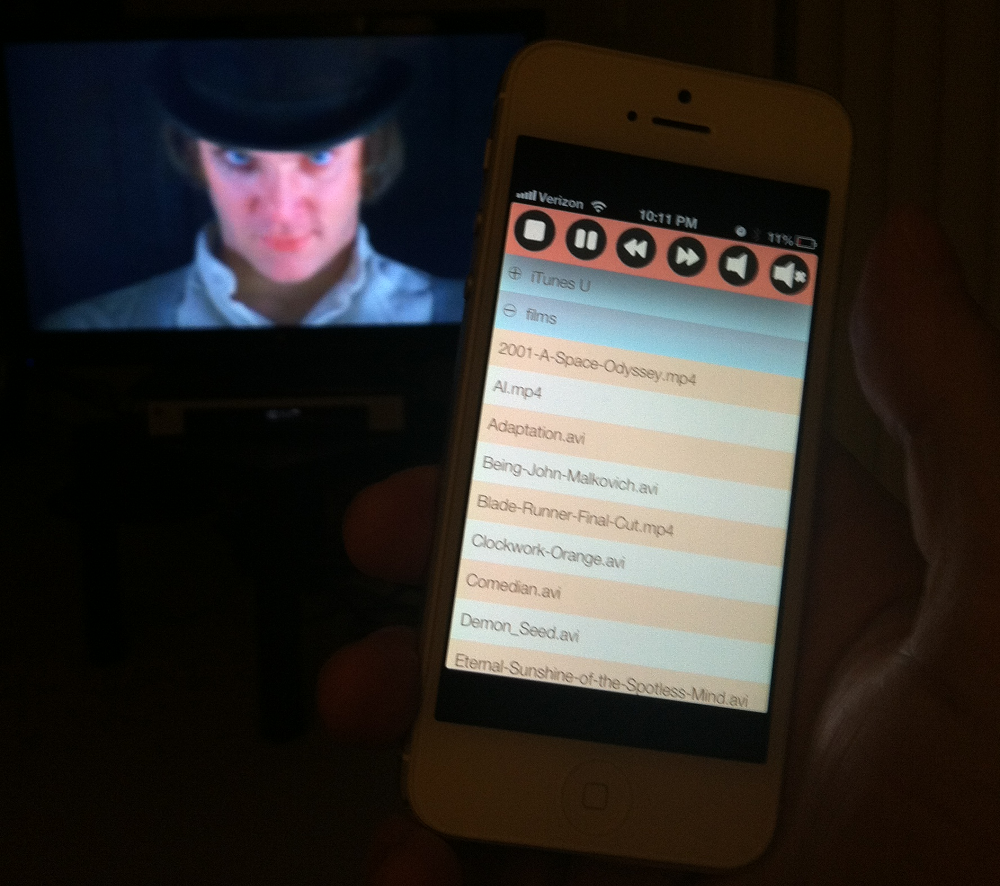 Verizon 10:11 PM 11%
iTunes U
films
2001-A-Space-Odyssey.mp4
AI.mp4
Adaptation.avi
Being-John-Malkovich.avi
Blade-Runner-Final-Cut.mp4
Clockwork-Orange.avi
Comedian.avi
Demon_Seed.avi
Eternal-Sunshine-of-the-Spotless-Mind.avi